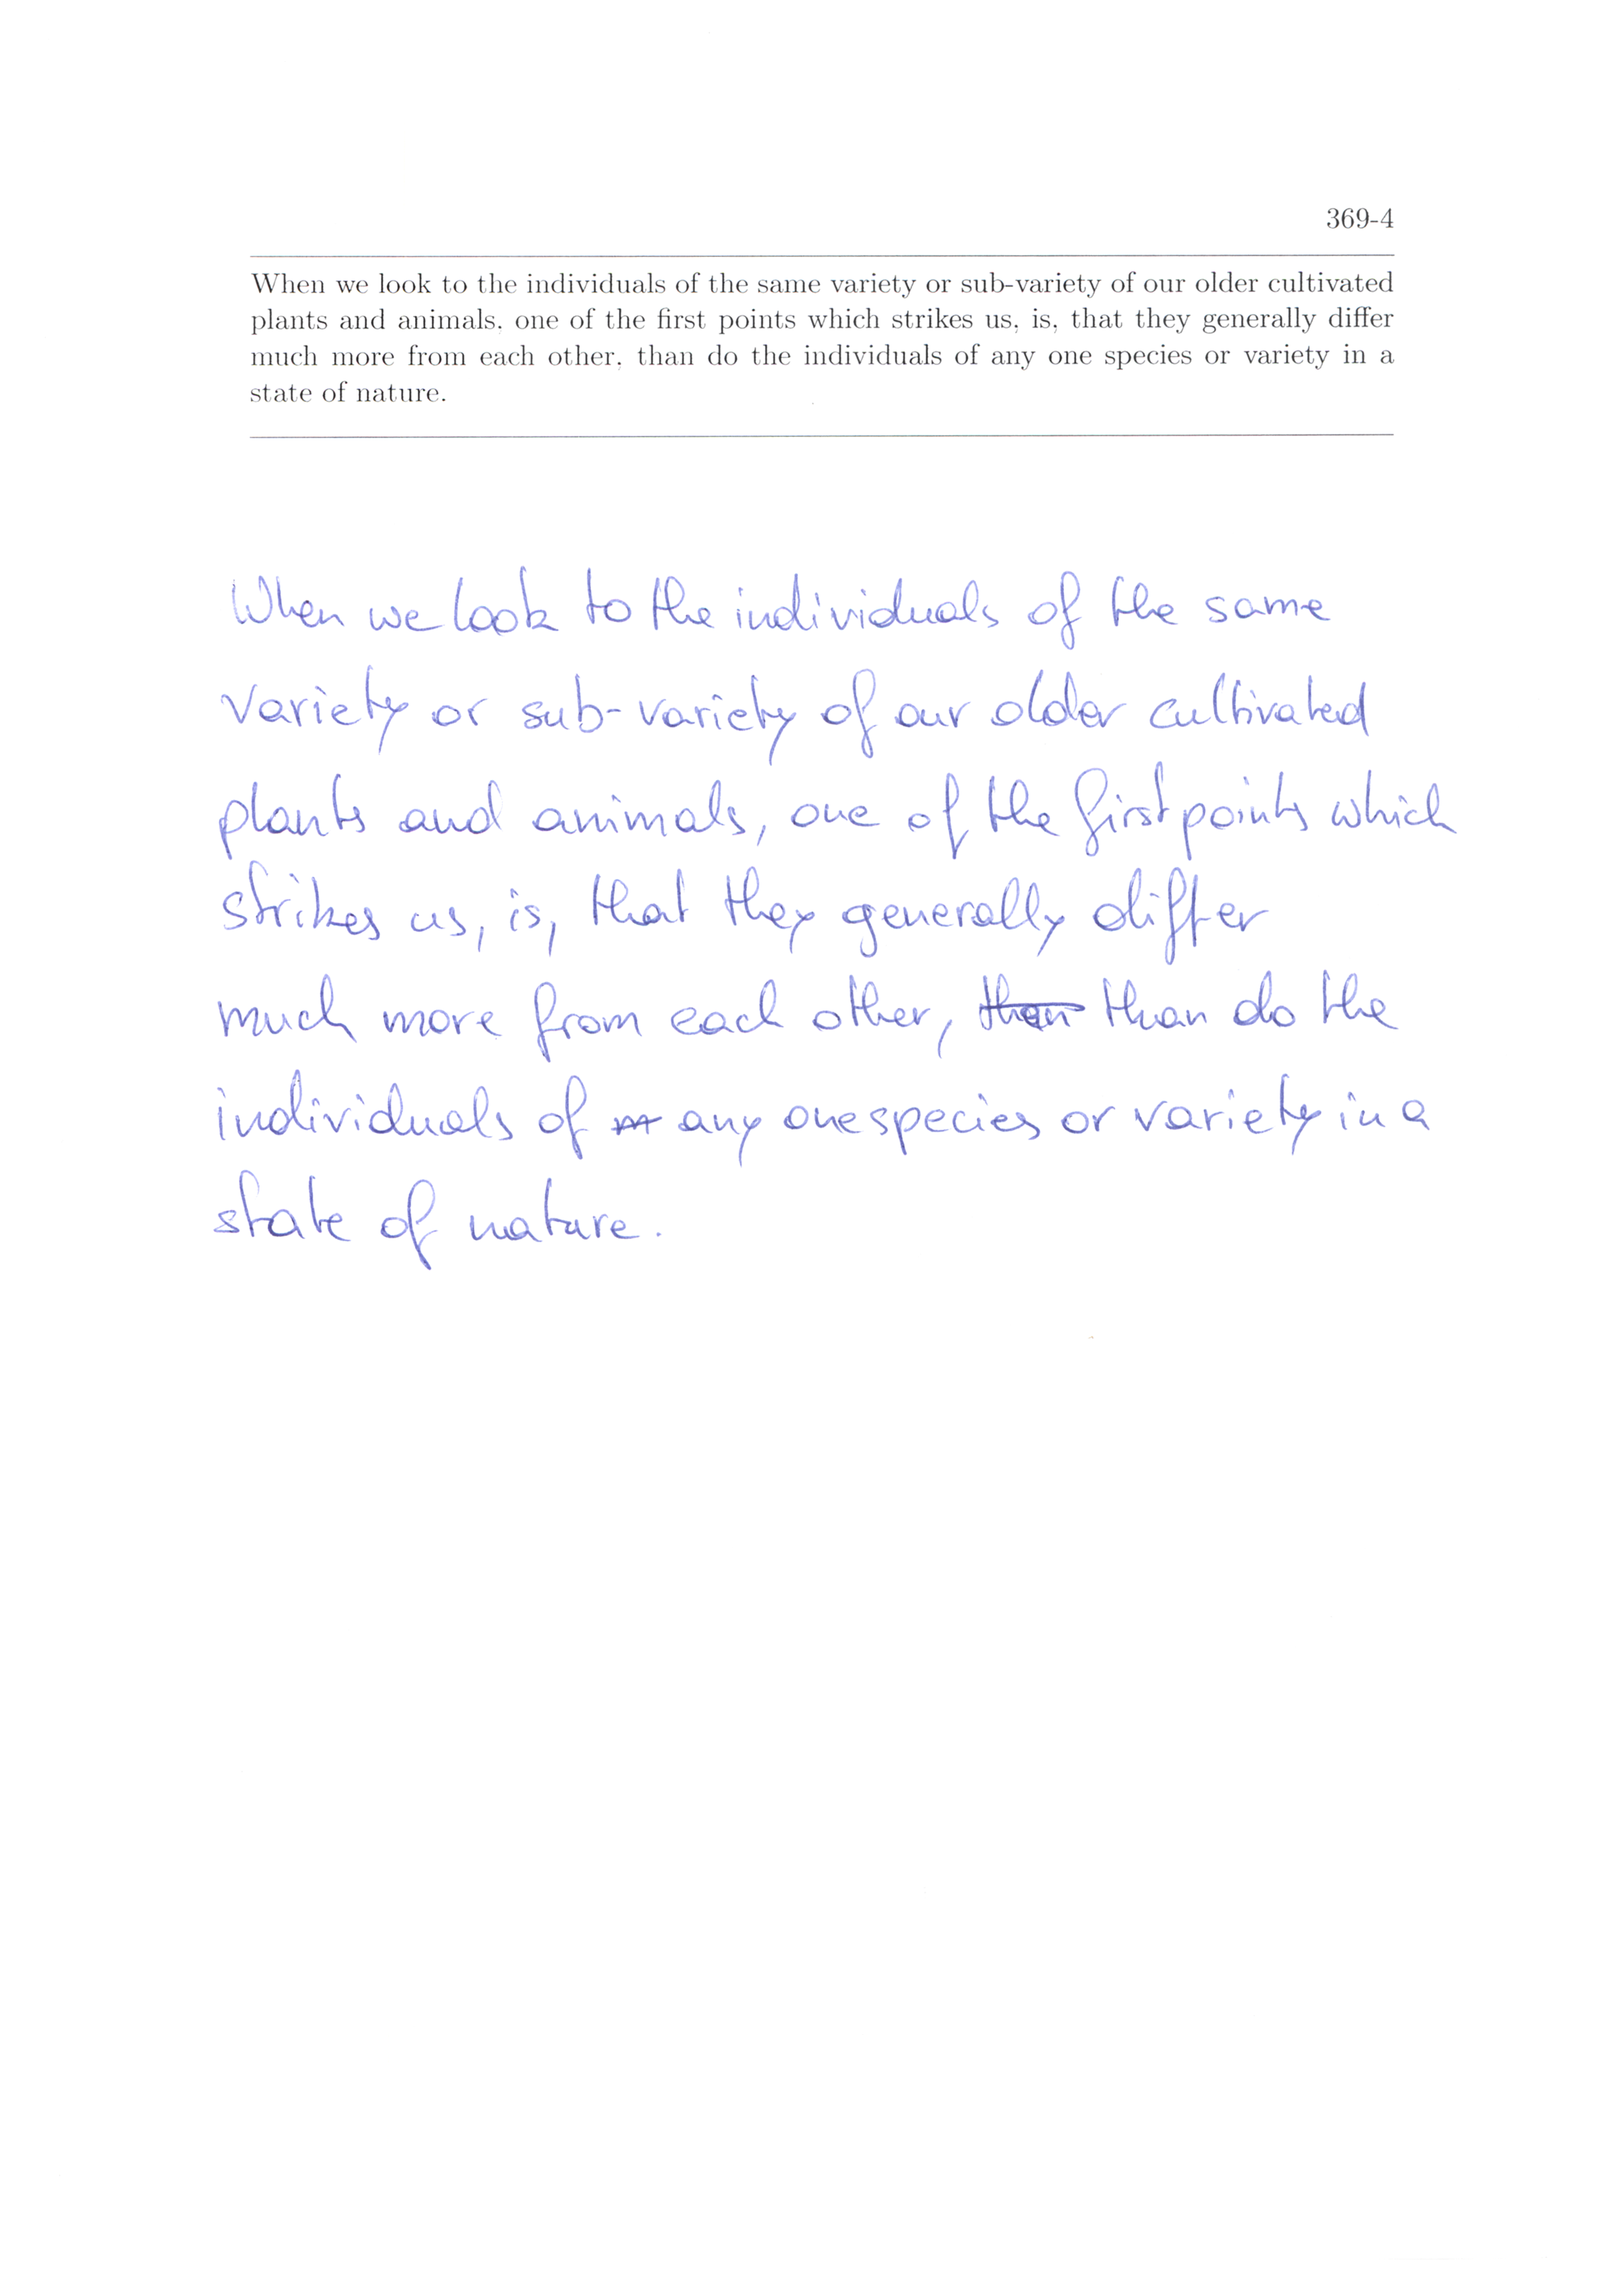 369-4
When we look to the individuals of the same variety or sub-variety of our older cultivated
plants and animals, one of the first points which strikes us, is, that they generally differ
much more from each other, than do the individuals of any one species or variety in a
state of nature.
When we look to the individuals of the same
variety or sub-variety of our older cultivated
plants and animals, one of the first points which
strikes us, is, that they generally differ
much more from each other, than do the
individuals of any one species or variety in a
state of nature.